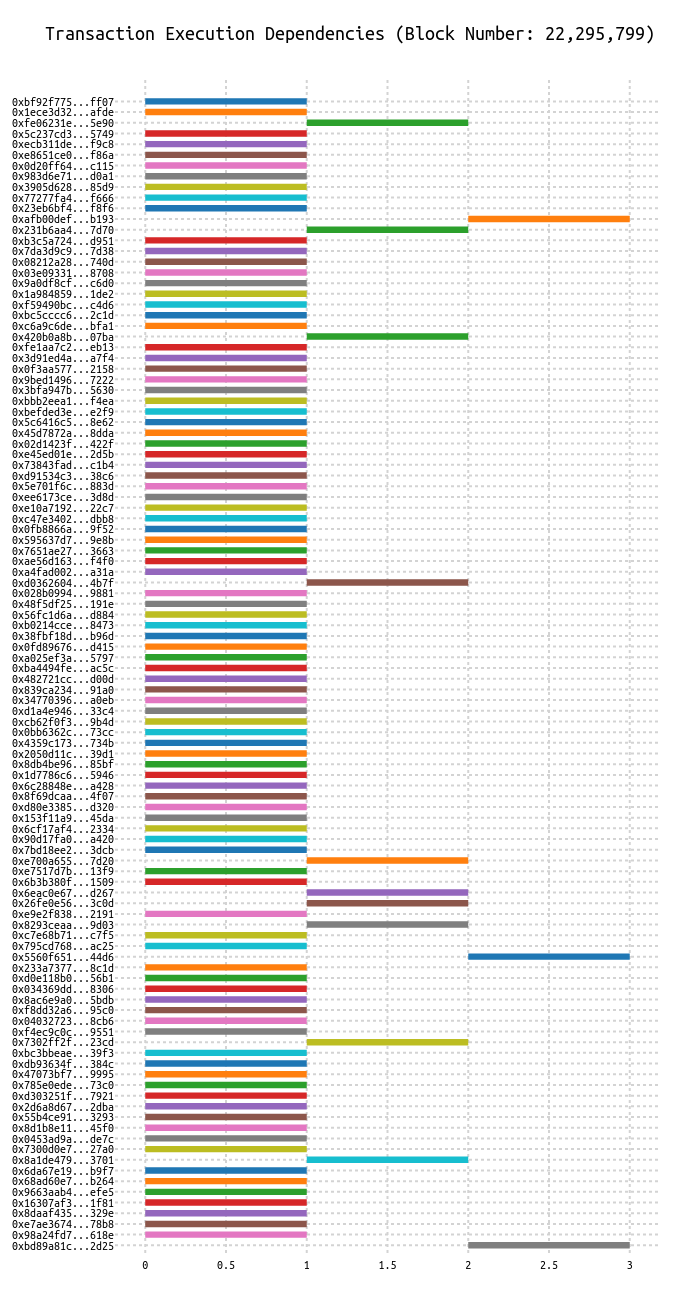 Transaction Execution Dependencies (Block Number: 22,295,799)
0xbf92f775...ff07
0x1ece3d32...afde
0xfe06231e...5e90
0x5c237cd3...5749
0xecb311de...f9c8
0xe8651ce0...f86a
0x0d20ff64...c115
0x983d6e71...d0a1
0x3905d628...85d9
0x77277fa4...f666
0x23eb6bf4...f8f6
0xafb00def...b193
0x231b6aa4...7d70
0xb3c5a724...d951
0x7da3d9c9...7d38
0x08212a28...740d
0x03e09331...8708
0x9a0df8cf...c6d0
0x1a984859...1de2
0xf59490bc...c4d6
0xbc5cccc6...2c1d
0xc6a9c6de...bfa1
0x420b0a8b...07ba
0xfe1aa7c2...eb13
0x3d91ed4a...a7f4
0x0f3aa577...2158
0x9bed1496...7222
0x3bfa947b...5630
0xbbb2eea1...f4ea
0xbefded3e...e2f9
0x5c6416c5...8e62
0x45d7872a...8dda
0x02d1423f...422f
0xe45ed01e...2d5b
0x73843fad...c1b4
0xd91534c3...38c6
0x5e701f6c...883d
0xee6173ce...3d8d
0xe10a7192...22c7
0xc47e3402...dbb8
0x0fb8866a...9f52
0x595637d7...9e8b
0x7651ae27...3663
0xae56d163...f4f0
0xa4fad002...a31a
0xd0362604...4b7f
0x028b0994...9881
0x48f5df25...191e
0x56fc1d6a...d884
0xb0214cce...8473
0x38fbf18d...b96d
0x0fd89676...d415
0xa025ef3a...5797
0xba4494fe...ac5c
0x482721cc...d00d
0x839ca234...91a0
0x34770396...a0eb
0xd1a4e946...33c4
0xcb62f0f3...9b4d
0x0bb6362c...73cc
0x4359c173...734b
0x2050d11c...39d1
0x8db4be96...85bf
0x1d7786c6...5946
0x6c28848e...a428
0x8f69dcaa...4f07
0xd80e3385...d320
0x153f11a9...45da
0x6cf17af4...2334
0x90d17fa0...a420
0x7bd18ee2...3dcb
0xe700a655...7d20
0xe7517d7b...13f9
0x6b3b380f...1509
0x6eac0e67...d267
0x26fe0e56...3c0d
0xe9e2f838...2191
0x8293ceaa...9d03
0xc7e68b71...c7f5
0x795cd768...ac25
0x5560f651...44d6
0x233a7377...8c1d
0xd0e118b0...56b1
0x034369dd...8306
0x8ac6e9a0...5bdb
0xf8dd32a6...95c0
0x04032723...8cb6
0xf4ec9c0c...9551
0x7302ff2f...23cd
0xbc3bbeae...39f3
0xdb93634f...384c
0x47073bf7...9995
0x785e0ede...73c0
0xd303251f...7921
0x2d6a8d67...2dba
0x55b4ce91...3293
0x8d1b8e11...45f0
0x0453ad9a...de7c
0x7300d0e7...27a0
0x8a1de479...3701
0x6da67e19...b9f7
0x68ad60e7...b264
0x9663aab4...efe5
0x16307af3...1f81
0x8daaf435...329e
0xe7ae3674...78b8
0x98a24fd7...618e
0xbd89a81c...2d25
0 0.5 1 1.5 2 2.5 3